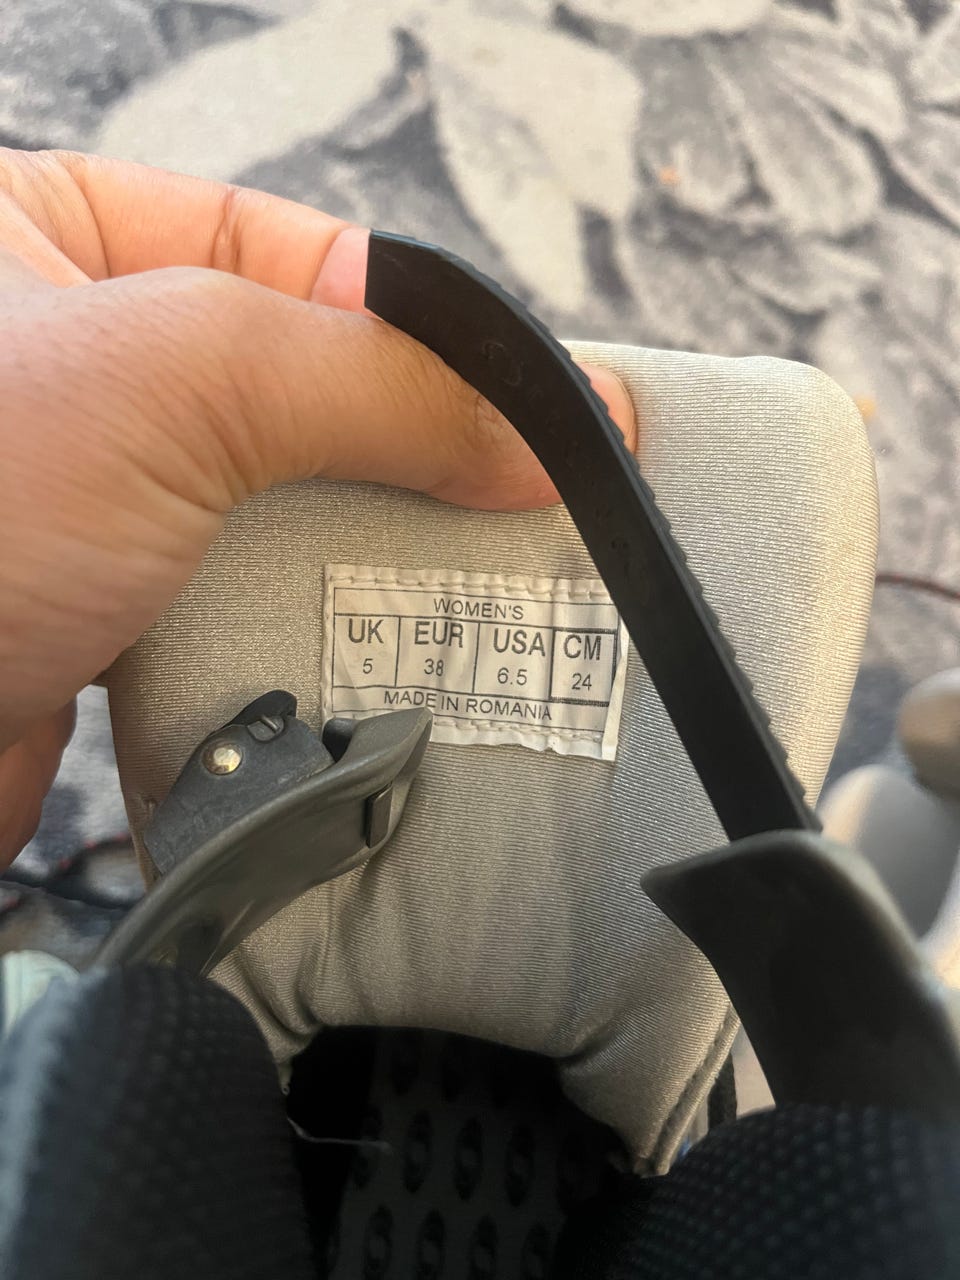 WOMEN'S
UK EUR USA CM
5 38 6.5 24
MADE IN ROMANIA